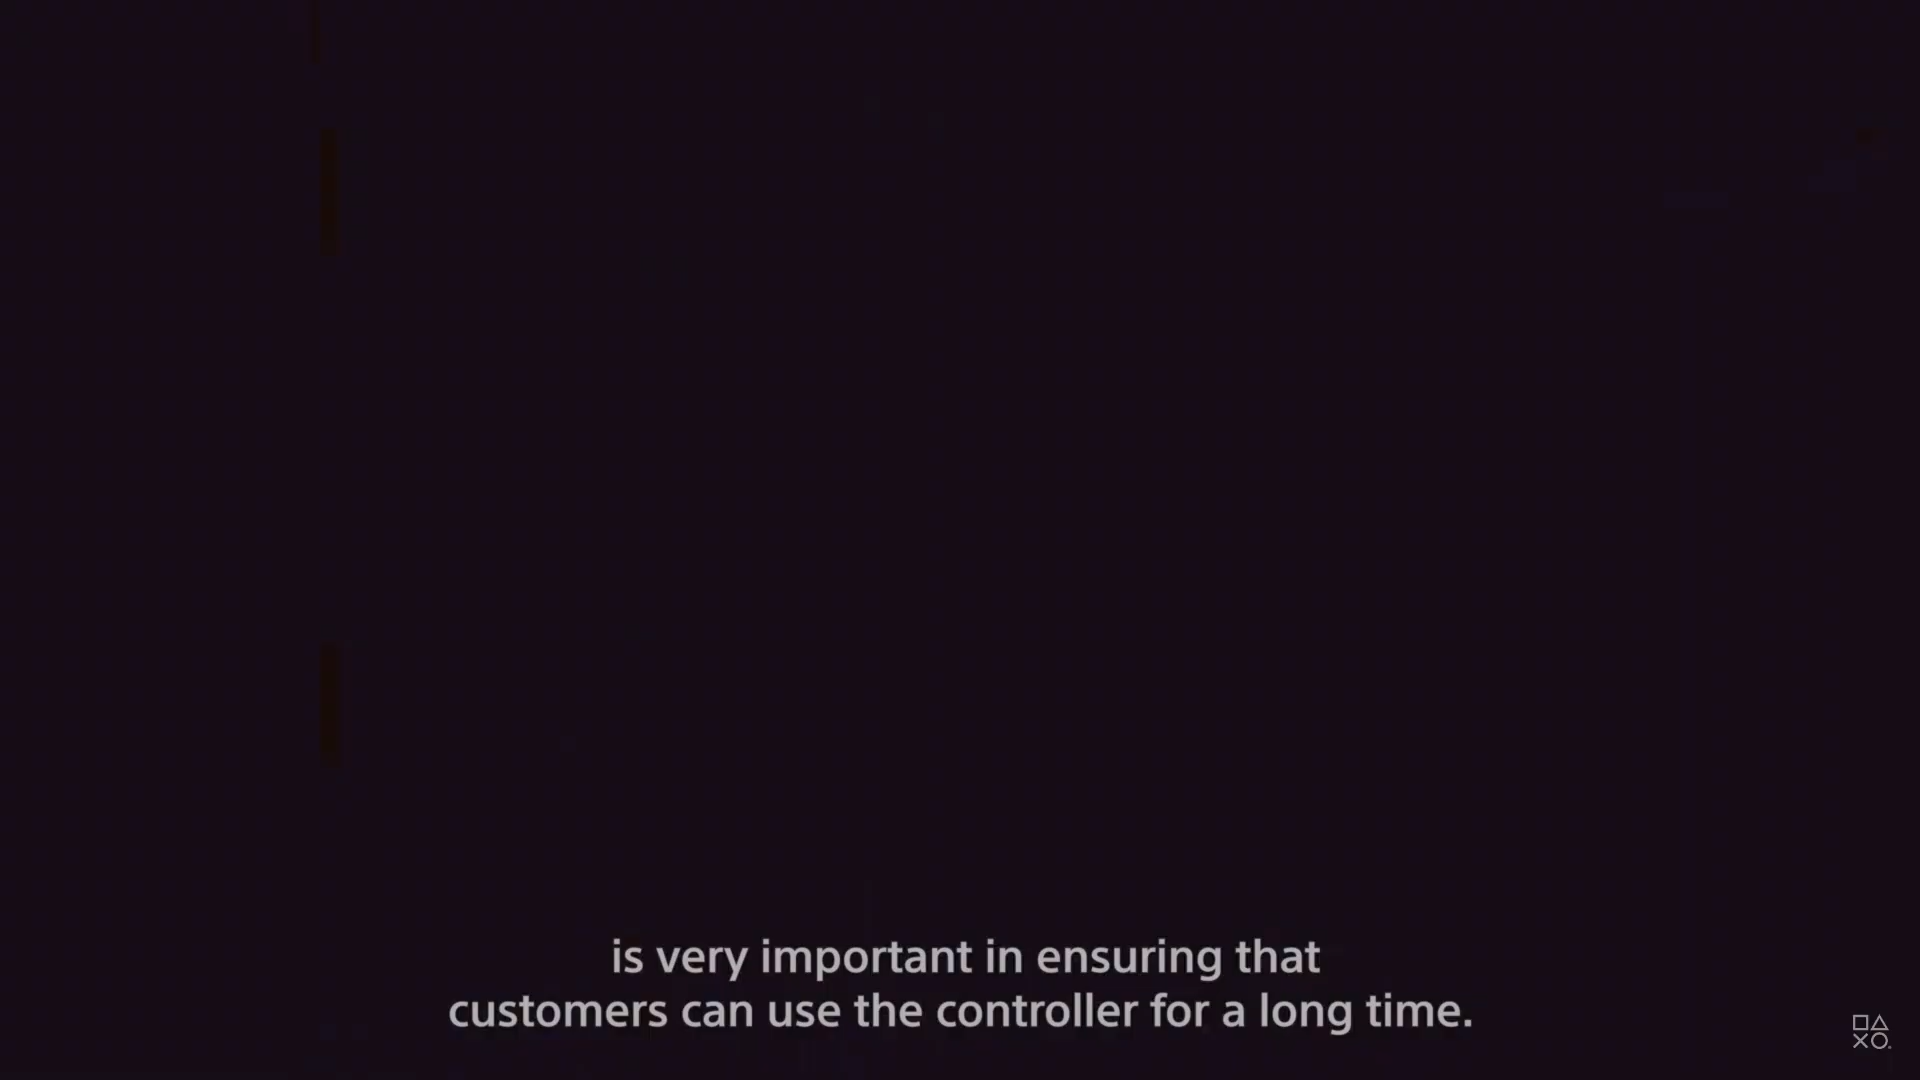 is very important in ensuring that
customers can use the controller for a long time.